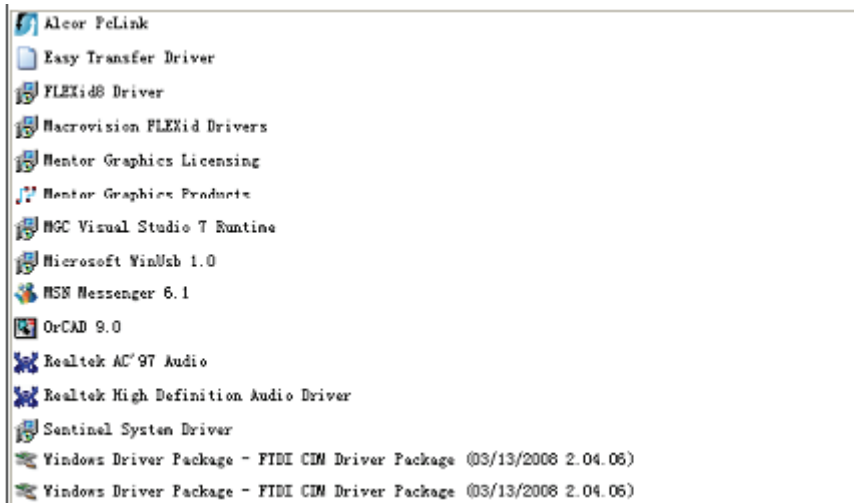 Alcor PcLink
Easy Transfer Driver
FLEXid8 Driver
Macrovision FLEXid Drivers
Mentor Graphics Licensing
Mentor Graphics Products
MGC Visual Studio 7 Runtime
Microsoft WinUsb 1.0
MSN Messenger 6.1
OrCAD 9.0
Realtek AC'97 Audio
Realtek High Definition Audio Driver
Sentinel System Driver
Windows Driver Package - FTDI CDM Driver Package (03/13/2008 2.04.06)
Windows Driver Package - FTDI CDM Driver Package (03/13/2008 2.04.06)